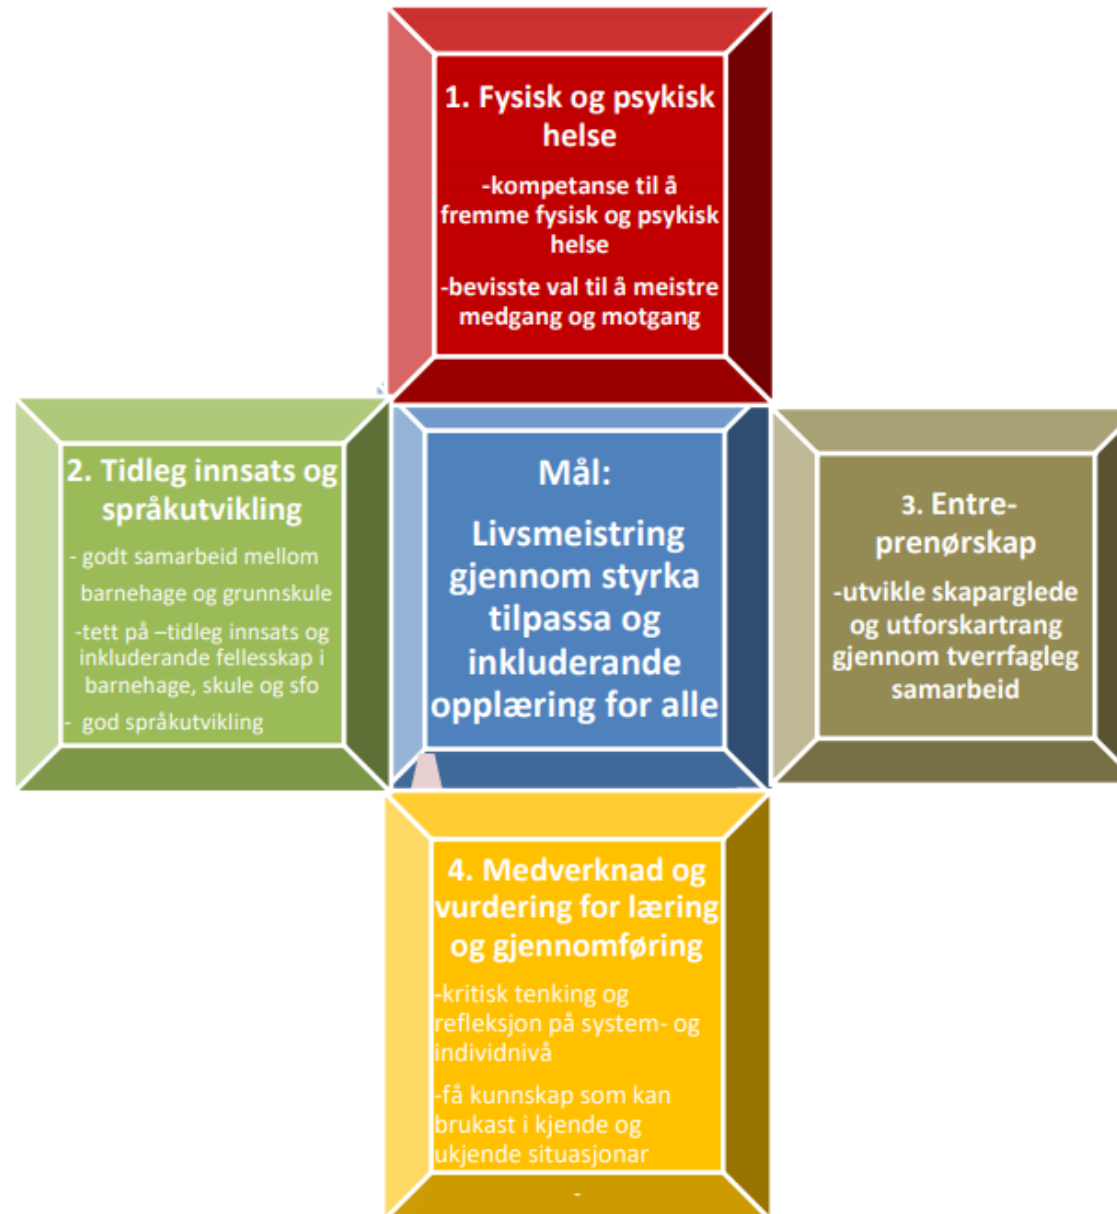 1. Fysisk og psykisk
helse
-kompetanse til å
fremme fysisk og psykisk
helse
-bevisste val til å meistre
medgang og motgang
2. Tidleg innsats og
språkutvikling
- godt samarbeid mellom
barnehage og grunnskule
-tett på –tidleg innsats og
inkluderande fellesskap i
barnehage, skule og sfo
- god språkutvikling
Mål:
Livsmeistring
gjennom styrka
tilpassa og
inkluderande
opplæring for alle
3. Entre-
prenørskap
-utvikle skaparglede
og utforskartrang
gjennom tverrfagleg
samarbeid
4. Medverknad og
vurdering for læring
og gjennomføring
-kritisk tenking og
refleksjon på system- og
individnivå
-få kunnskap som kan
brukast i kjende og
ukjende situasjonar
-